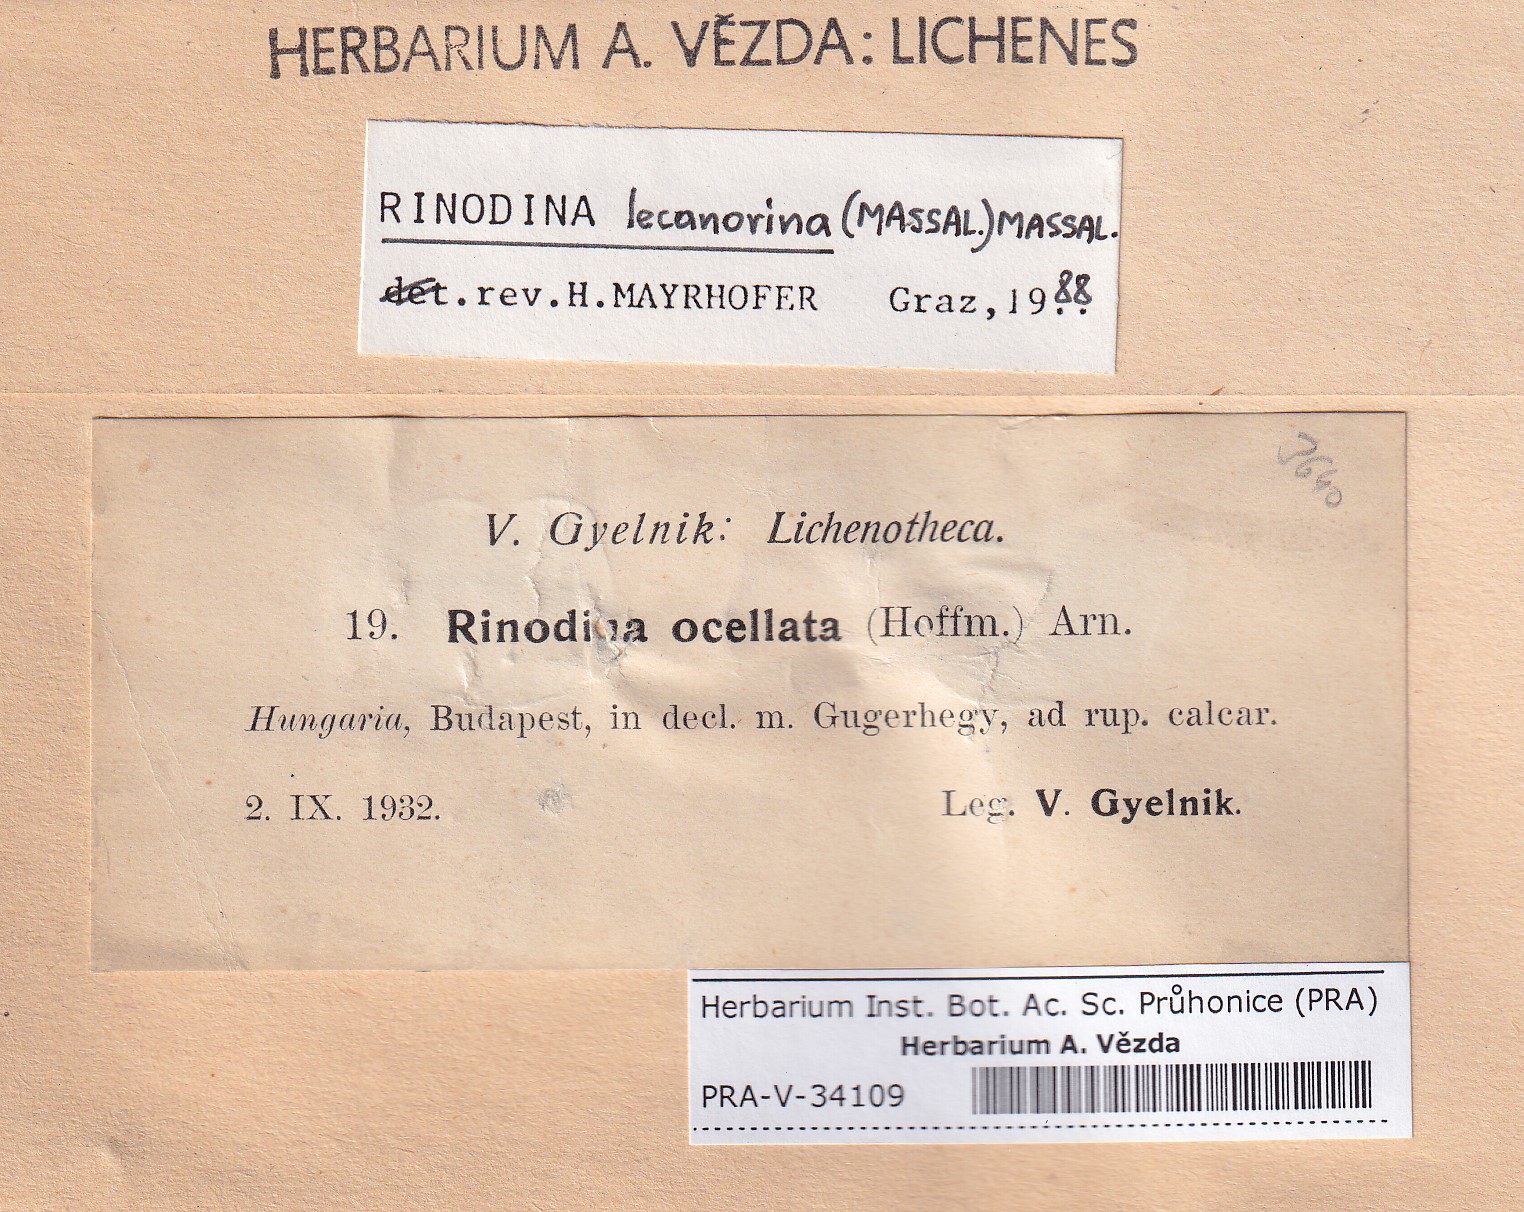 HERBARIUM A. VĚZDA: LICHENES
RINODINA lecanorina (MASSAL.) MASSAL.
det. rev. H. MAYRHOFER Graz, 1988
V. Gyelnik: Lichenotheca.
19. Rinodina ocellata (Hoffm.) Arn.
Hungaria, Budapest, in decl. m. Gugerhegy, ad rup. calcar.
2. IX. 1932. Leg. V. Gyelnik.
Herbarium Inst. Bot. Ac. Sc. Průhonice (PRA)
Herbarium A. Vězda
PRA-V-34109